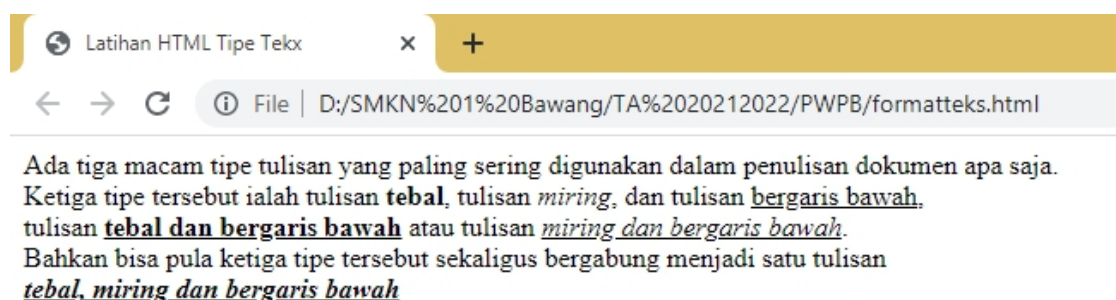 Latihan HTML Tipe Tekx
File D:/SMKN%201%20Bawang/TA%2020212022/PWPB/formatteks.html
Ada tiga macam tipe tulisan yang paling sering digunakan dalam penulisan dokumen apa saja.
Ketiga tipe tersebut ialah tulisan tebal, tulisan miring, dan tulisan bergaris bawah,
tulisan tebal dan bergaris bawah atau tulisan miring dan bergaris bawah.
Bahkan bisa pula ketiga tipe tersebut sekaligus bergabung menjadi satu tulisan
tebal, miring dan bergaris bawah